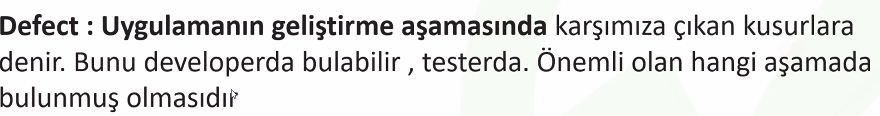 Defect : Uygulamanın geliştirme aşamasında karşımıza çıkan kusurlara
denir. Bunu developerda bulabilir , testerda. Önemli olan hangi aşamada
bulunmuş olmasıdır